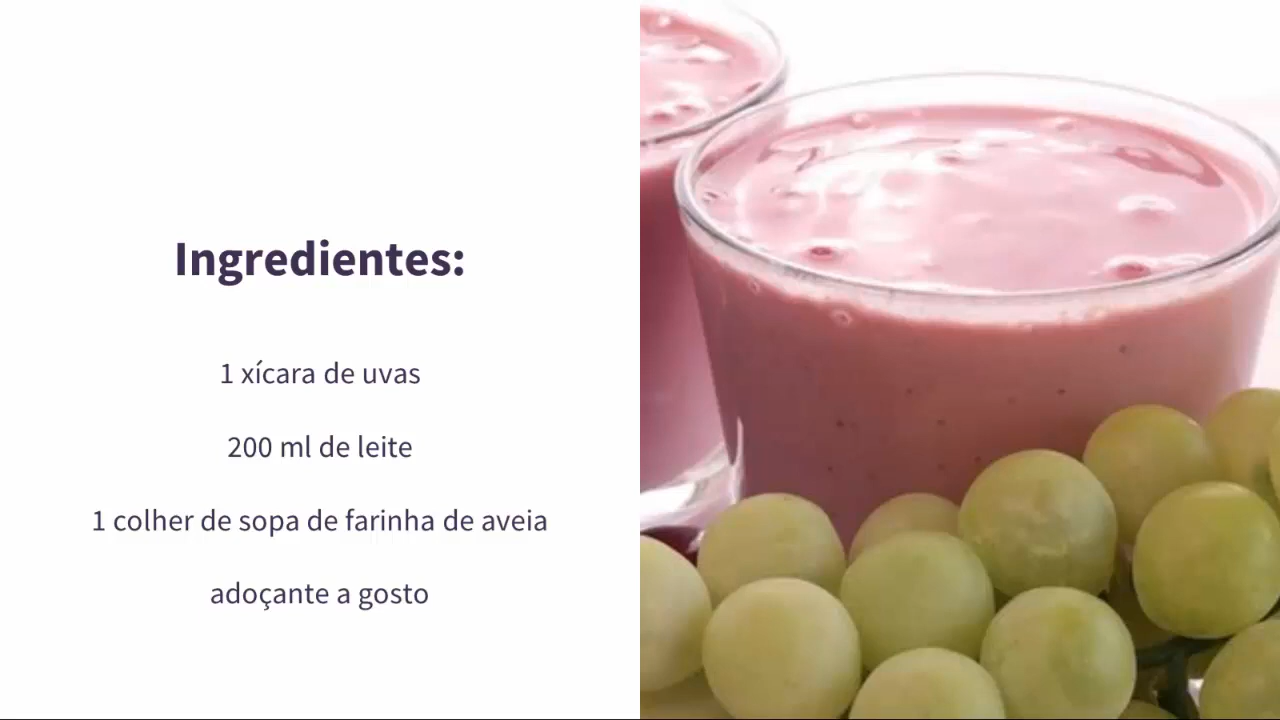 Ingredientes:
1 xícara de uvas
200 ml de leite
1 colher de sopa de farinha de aveia
adoçante a gosto